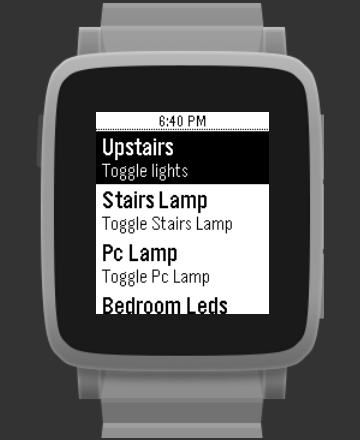 6:40 PM
Upstairs
Toggle lights
Stairs Lamp
Toggle Stairs Lamp
Pc Lamp
Toggle Pc Lamp
Bedroom Leds